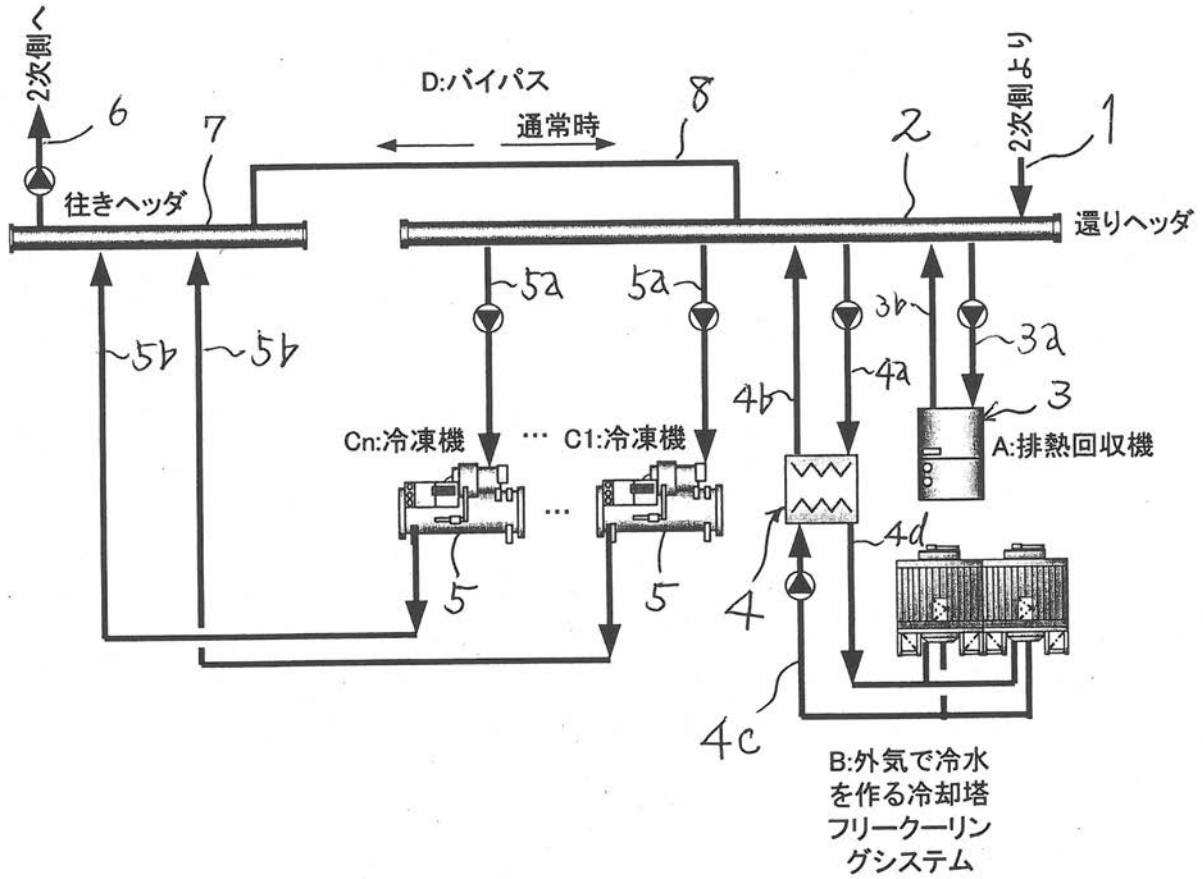 2次側へ
6
7
D:バイパス
通常時
8
2
2次側より
1
往きヘッダ
還りヘッダ
5a
5a
3b
3a
5b
5b
4b
4a
3
Cn:冷凍機
…
C1:冷凍機
A:排熱回収機
…
5
5
4
4d
4c
B:外気で冷水
を作る冷却塔
フリークーリン
グシステム